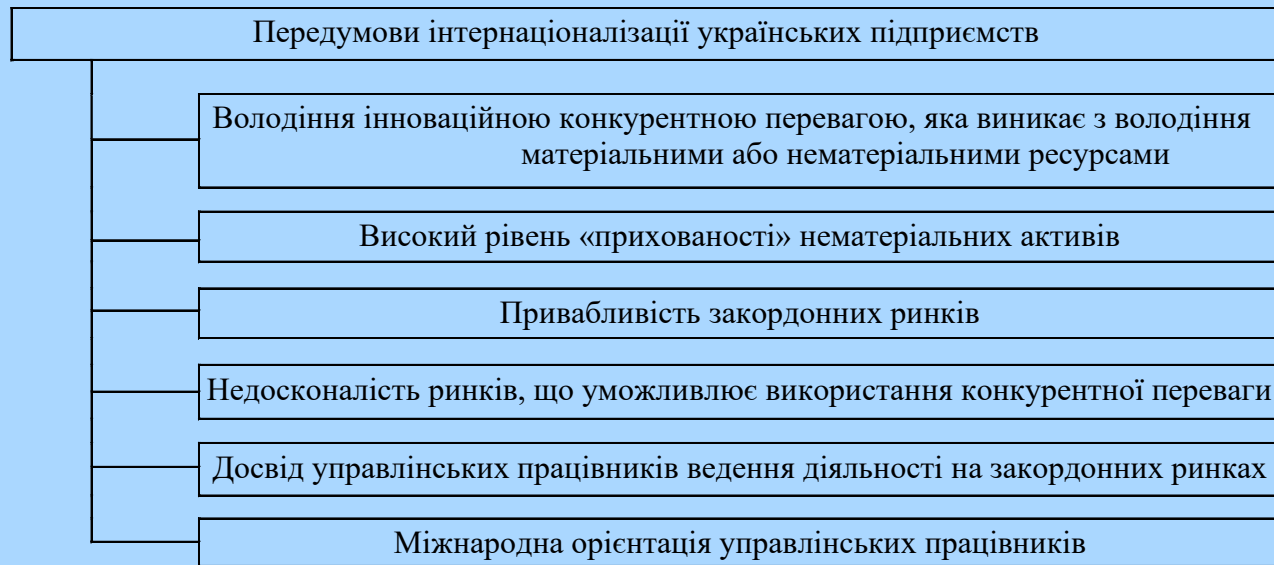 Передумови інтернаціоналізації українських підприємств
Володіння інноваційною конкурентною перевагою, яка виникає з володіння
матеріальними або нематеріальними ресурсами
Високий рівень «прихованості» нематеріальних активів
Привабливість закордонних ринків
Недосконалість ринків, що уможливлює використання конкурентної переваги
Досвід управлінських працівників ведення діяльності на закордонних ринках
Міжнародна орієнтація управлінських працівників